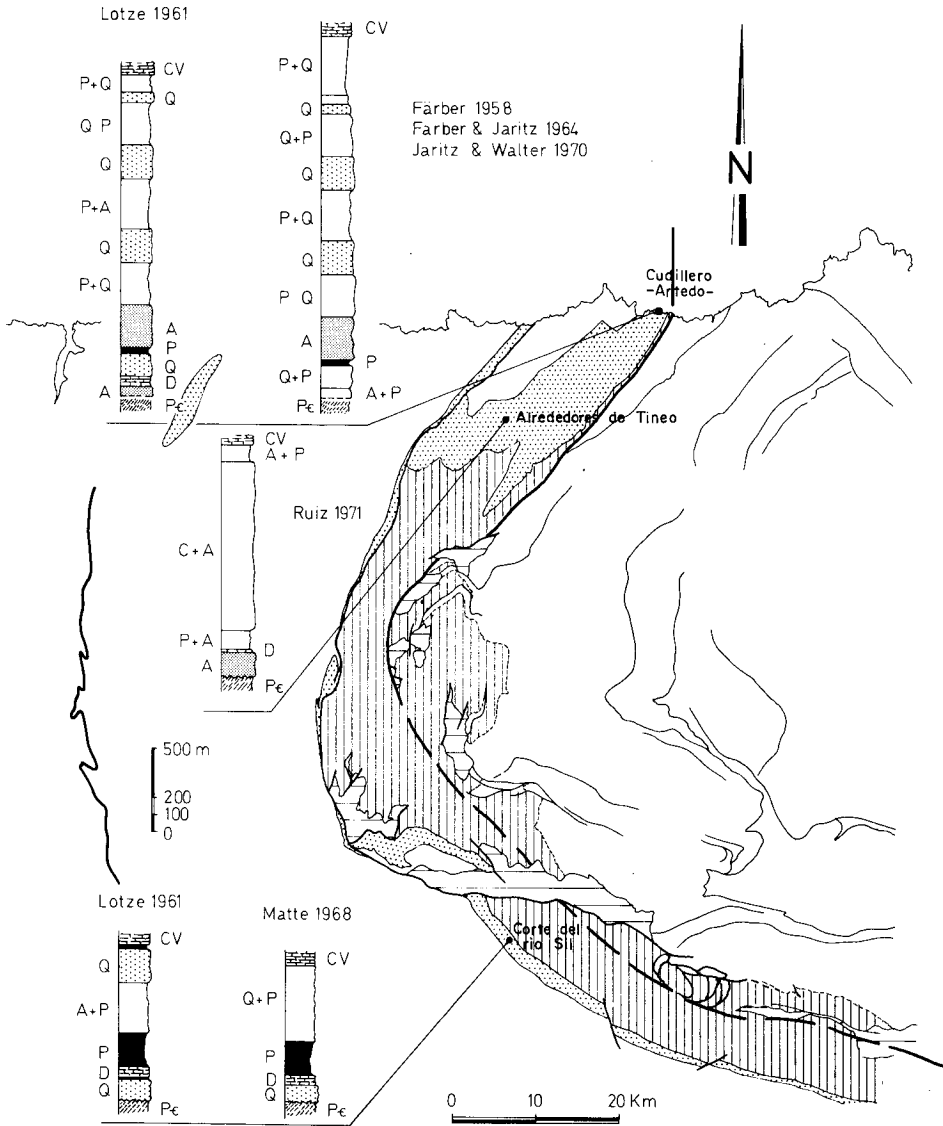 Lotze 1961
CV
P+Q
Q
Q P
Q
P+A
Q
P+Q
A
P
Q
D
A
P€
CV
P+Q
Q
Q+P
Q
P+Q
Q
P Q
A
P
Q+P
A+P
P€
Färber 1958
Farber & Jaritz 1964
Jaritz & Walter 1970
N
Cudillero
-Artedo-
Alrededores de Tineo
CV
A+P
Ruiz 1971
C+A
P+A
D
A
P€
500 m
200
100
0
Lotze 1961
CV
Q
A+P
P
D
Q
P€
Matte 1968
CV
Q+P
P
D
Q
P€
Corte del
rio Sil
0 10 20 Km